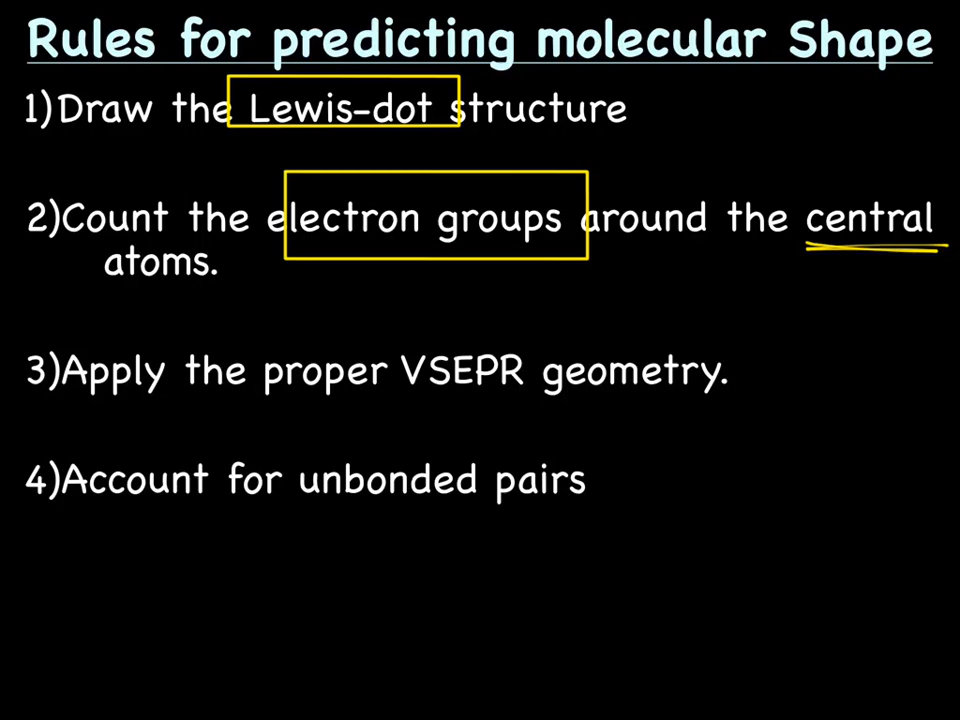 Rules for predicting molecular Shape
1)Draw the Lewis-dot structure
2)Count the electron groups around the central
atoms.
3)Apply the proper VSEPR geometry.
4)Account for unbonded pairs